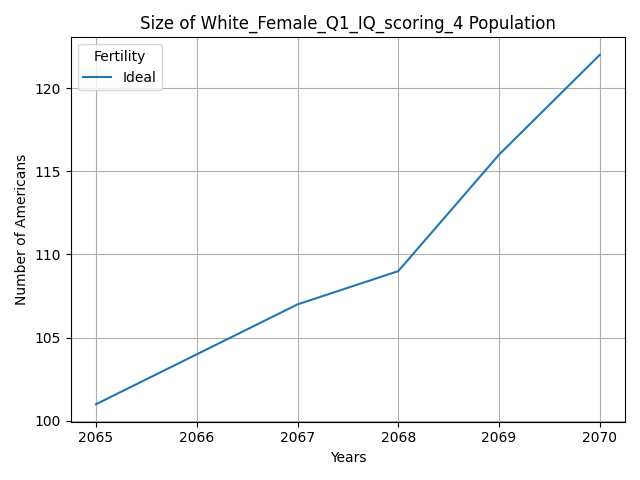 Size of White_Female_Q1_IQ_scoring_4 Population
Fertility
Ideal
Number of Americans
120
115
110
105
100
2065 2066 2067 2068 2069 2070
Years